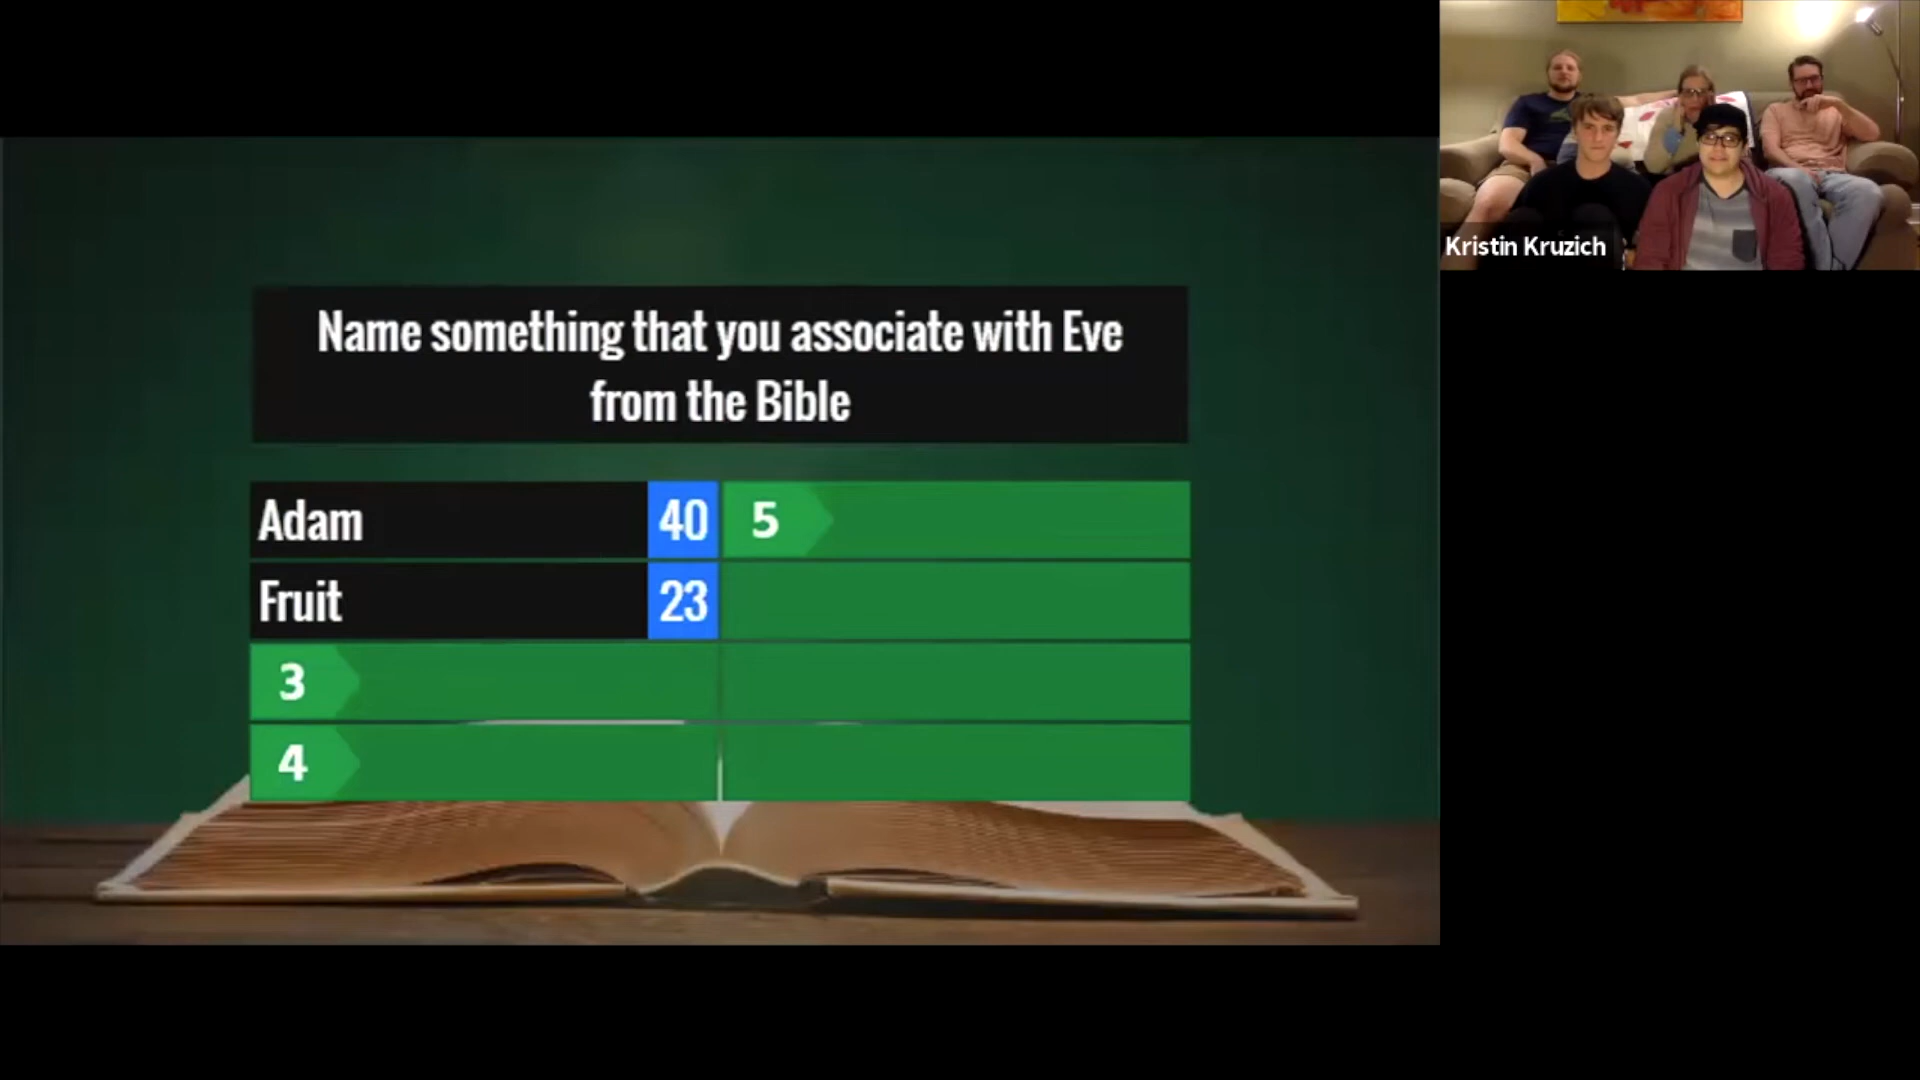 Name something that you associate with Eve
from the Bible
Adam 40 5
Fruit 23
3
4
Kristin Kruzich